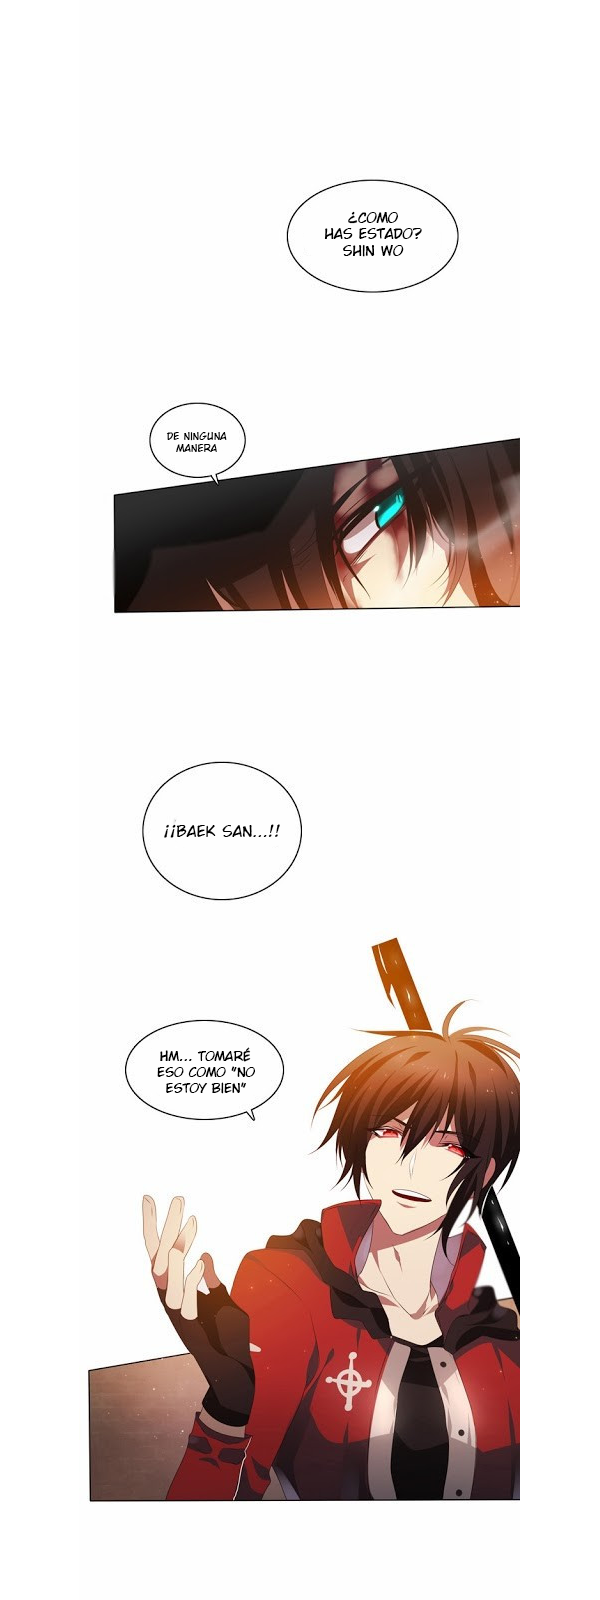 ¿COMO
HAS ESTADO?
SHIN WO
DE NINGUNA
MANERA
¡¡BAEK SAN...!!
HM... TOMARÉ
ESO COMO "NO
ESTOY BIEN"